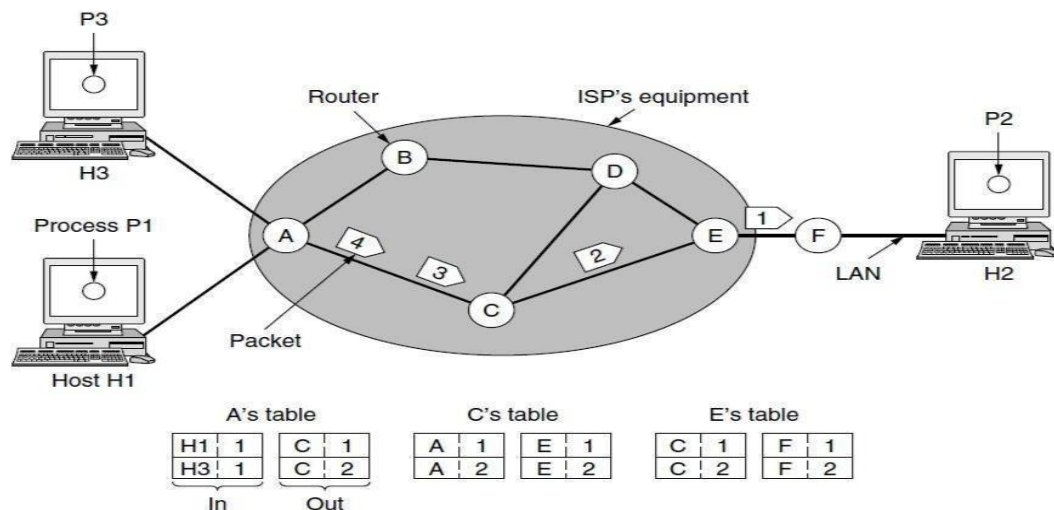 P3
Router
ISP's equipment
P2
B
D
H3
Process P1
A
4
3
2
E
1
F
C
LAN
H2
Packet
Host H1
A's table
C's table
E's table
H1 1 C 1 A 1 E 1 C 1 F 1
H3 1 C 2 A 2 E 2 C 2 F 2
In Out